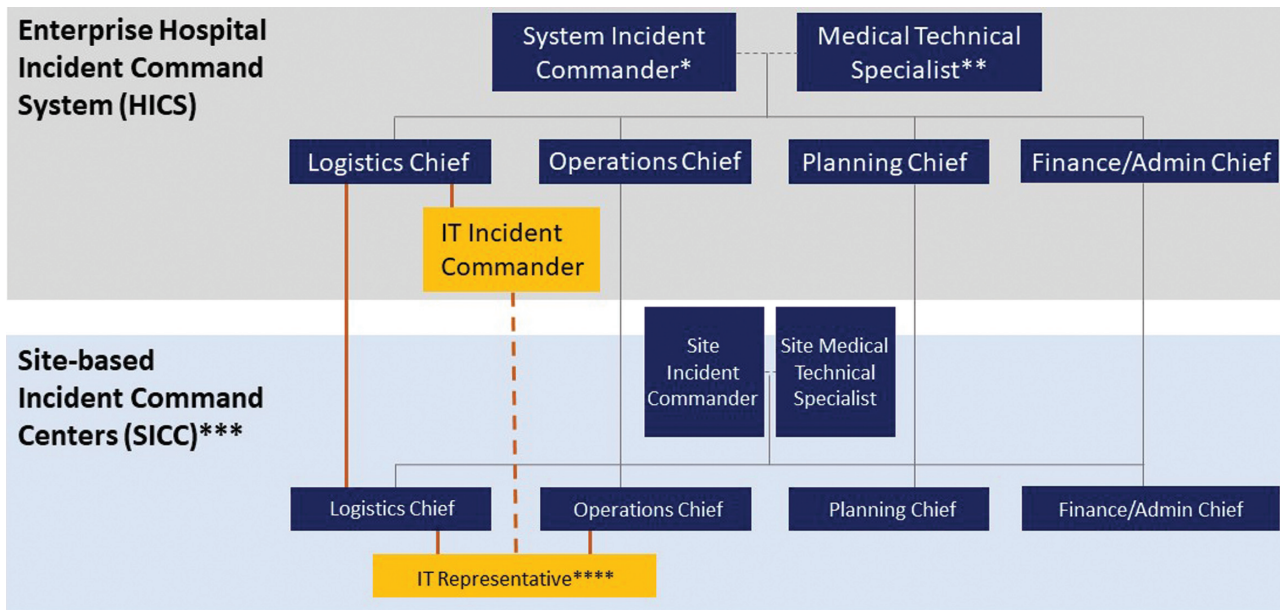 Enterprise Hospital
Incident Command
System (HICS)
System Incident
Commander*
Medical Technical
Specialist**
Logistics Chief
Operations Chief
Planning Chief
Finance/Admin Chief
IT Incident
Commander
Site-based
Incident Command
Centers (SICC)***
Site
Incident
Commander
Site Medical
Technical
Specialist
Logistics Chief
Operations Chief
Planning Chief
Finance/Admin Chief
IT Representative****